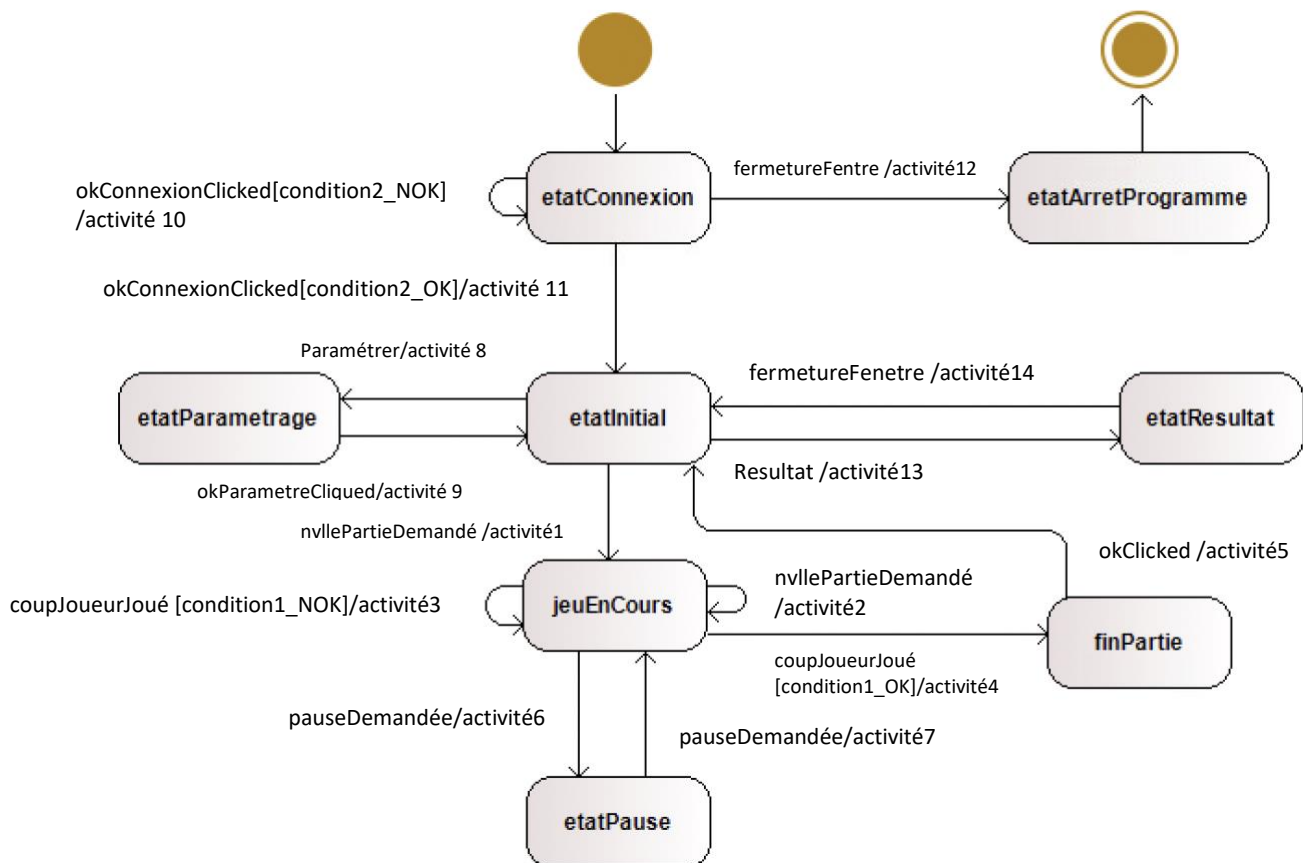 fermetureFentre /activité12
okConnexionClicked[condition2_NOK]
/activité 10
etatConnexion
etatArretProgramme
okConnexionClicked[condition2_OK]/activité 11
Paramétrer/activité 8
fermetureFenetre /activité14
etatParametrage
etatInitial
etatResultat
Resultat /activité13
okParametreCliqued/activité 9
nvllePartieDemandé /activité1
okClicked /activité5
nvllePartieDemandé
/activité2
coupJoueurJoué [condition1_NOK]/activité3
jeuEnCours
finPartie
coupJoueurJoué
[condition1_OK]/activité4
pauseDemandée/activité6
pauseDemandée/activité7
etatPause